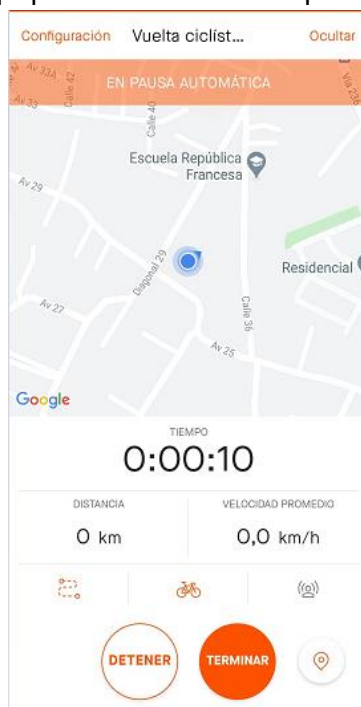 Configuración Vuelta ciclíst... Ocultar
EN PAUSA AUTOMÁTICA
Av 33A
Calle 42
Av 33
Calle 40
Escuela República
Francesa
Av 29
Diagonal 29
Residencial
Calle 36
Av 27
Av 25
Google
TIEMPO
0:00:10
DISTANCIA VELOCIDAD PROMEDIO
0 km 0,0 km/h
DETENER TERMINAR